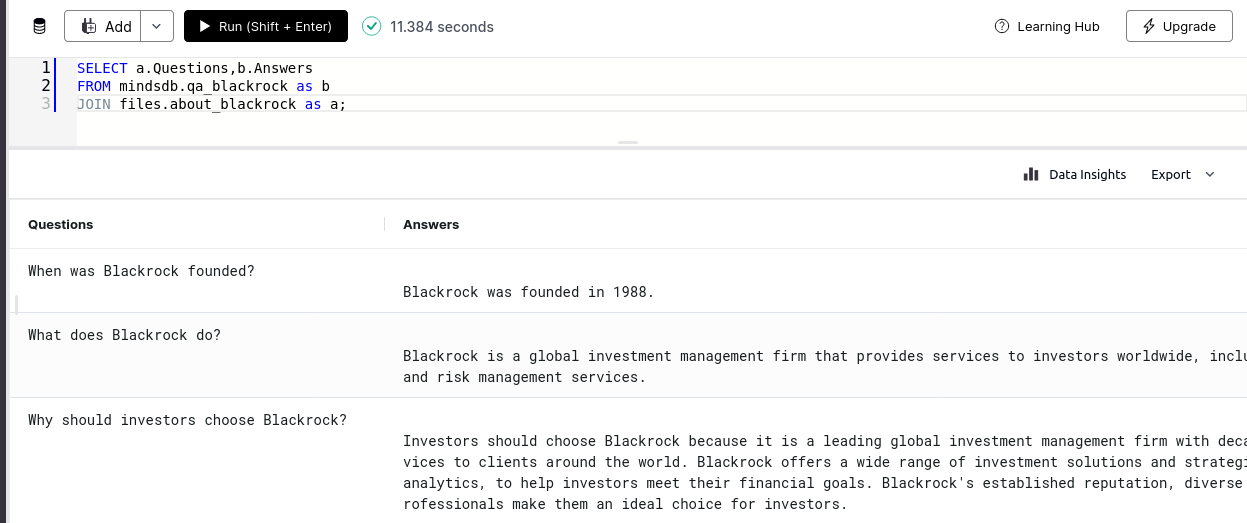 Add Run (Shift + Enter) 11.384 seconds Learning Hub Upgrade
1 SELECT a.Questions,b.Answers
2 FROM mindsdb.qa_blackrock as b
3 JOIN files.about_blackrock as a;
Data Insights Export
Questions Answers
When was Blackrock founded?
Blackrock was founded in 1988.
What does Blackrock do?
Blackrock is a global investment management firm that provides services to investors worldwide, inclu
and risk management services.
Why should investors choose Blackrock?
Investors should choose Blackrock because it is a leading global investment management firm with deca
vices to clients around the world. Blackrock offers a wide range of investment solutions and strategi
analytics, to help investors meet their financial goals. Blackrock's established reputation, diverse
rofessionals make them an ideal choice for investors.